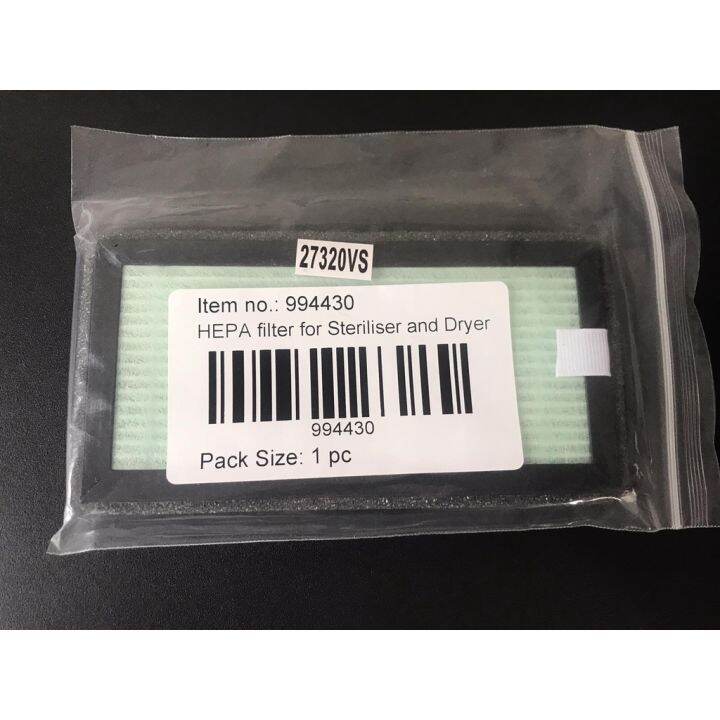 27320VS
Item no.: 994430
HEPA filter for Steriliser and Dryer
994430
Pack Size: 1 pc